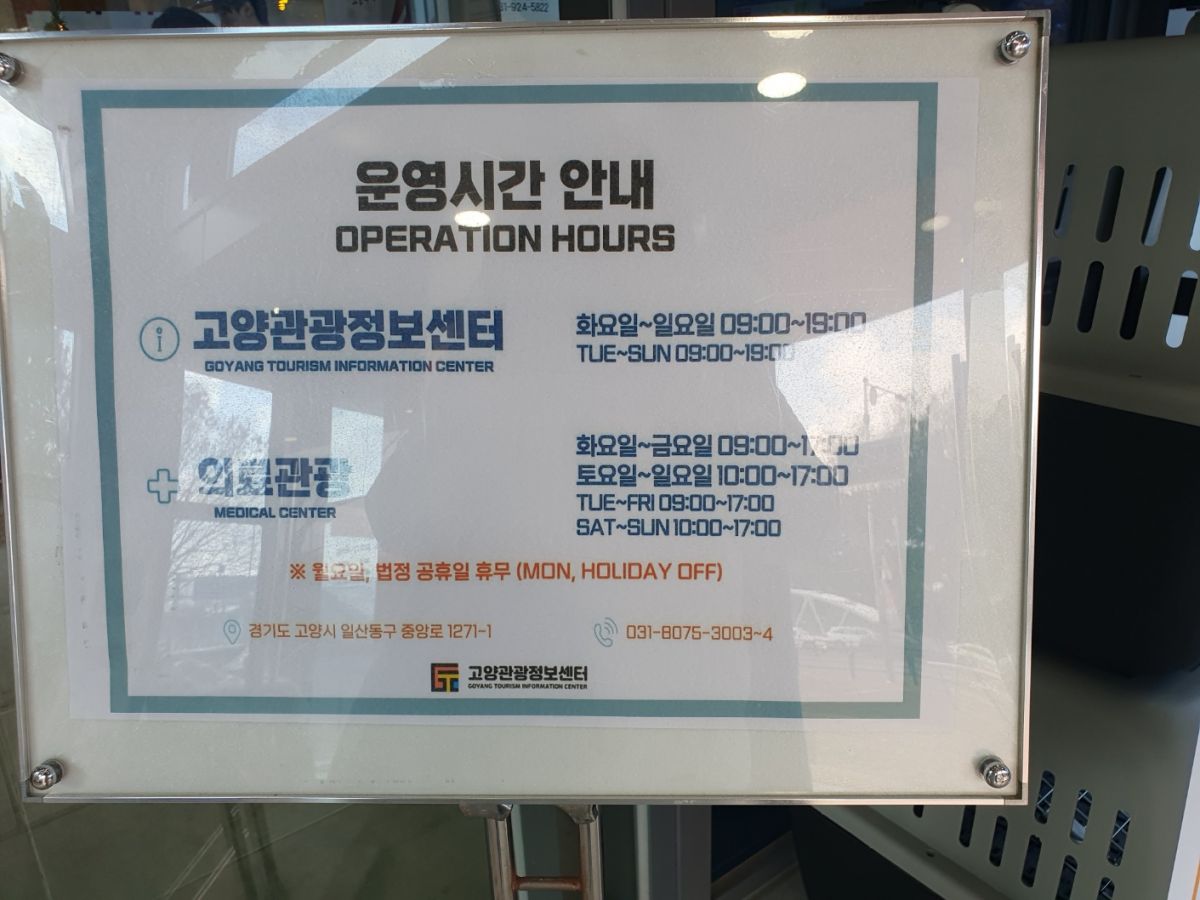 31-924-5822
운영시간 안내
OPERATION HOURS
고양관광정보센터
GOYANG TOURISM INFORMATION CENTER
화요일~일요일 09:00~19:00
TUE~SUN 09:00~19:00
의료관광
MEDICAL CENTER
화요일~금요일 09:00~17:00
토요일~일요일 10:00~17:00
TUE~FRI 09:00~17:00
SAT~SUN 10:00~17:00
※ 월요일, 법정 공휴일 휴무 (MON, HOLIDAY OFF)
경기도 고양시 일산동구 중앙로 1271-1
031-8075-3003~4
고양관광정보센터
GOYANG TOURISM INFORMATION CENTER